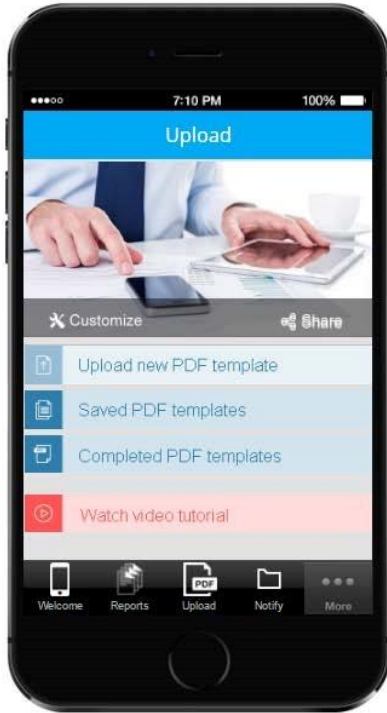 7:10 PM 100%
Upload
Customize Share
Upload new PDF template
Saved PDF templates
Completed PDF templates
Watch video tutorial
PDF
Welcome Reports Upload Notify More